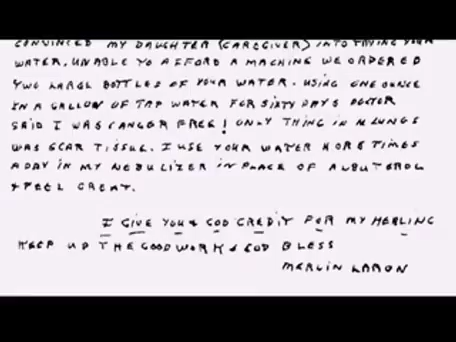 CONVINCED MY DAUGHTER (CAREGIVER) INTO TRYING YOUR
WATER. UNABLE TO AFFORD A MACHINE WE ORDERED
TWO LARGE BOTTLES OF YOUR WATER. USING ONE OUNCE
IN A GALLON OF TAP WATER FOR SIXTY DAYS DOCTOR
SAID I WAS CANCER FREE! ONLY THING IN LUNGS
WAS SCAR TISSUE. I USE YOUR WATER 4 OR 5 TIMES
A DAY IN MY NEBULIZER IN PLACE OF ALBUTEROL
& FEEL GREAT.
I GIVE YOU & GOD CREDIT FOR MY HEALING
KEEP UP THE GOOD WORK & GOD BLESS
MERLIN